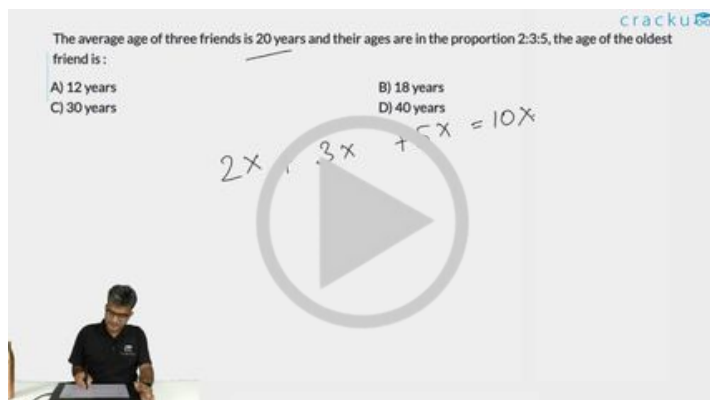 cracku
The average age of three friends is 20 years and their ages are in the proportion 2:3:5, the age of the oldest
friend is :
A) 12 years
B) 18 years
C) 30 years
D) 40 years
2x , 3x + 5x = 10x